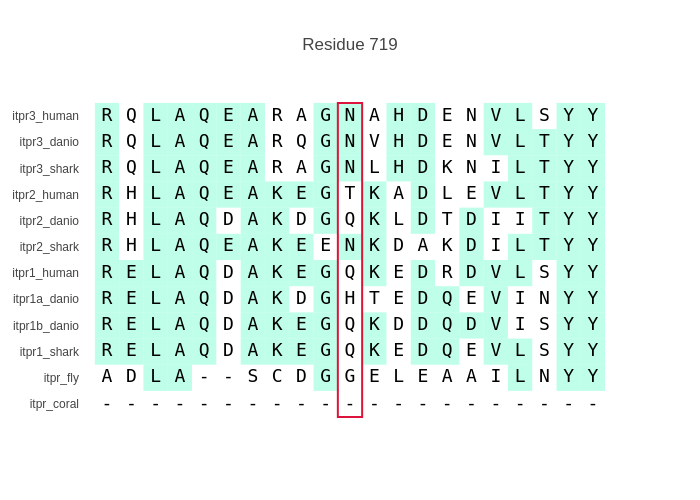 Residue 719
itpr3_human R Q L A Q E A R A G N A H D E N V L S Y Y
itpr3_danio R Q L A Q E A R Q G N V H D E N V L T Y Y
itpr3_shark R Q L A Q E A R A G N L H D K N I L T Y Y
itpr2_human R H L A Q E A K E G T K A D L E V L T Y Y
itpr2_danio R H L A Q D A K D G Q K L D T D I I T Y Y
itpr2_shark R H L A Q E A K E E N K D A K D I L T Y Y
itpr1_human R E L A Q D A K E G Q K E D R D V L S Y Y
itpr1a_danio R E L A Q D A K D G H T E D Q E V I N Y Y
itpr1b_danio R E L A Q D A K E G Q K D D Q D V I S Y Y
itpr1_shark R E L A Q D A K E G Q K E D Q E V L S Y Y
itpr_fly A D L A - - S C D G G E L E A A I L N Y Y
itpr_coral - - - - - - - - - - - - - - - - - - - - -